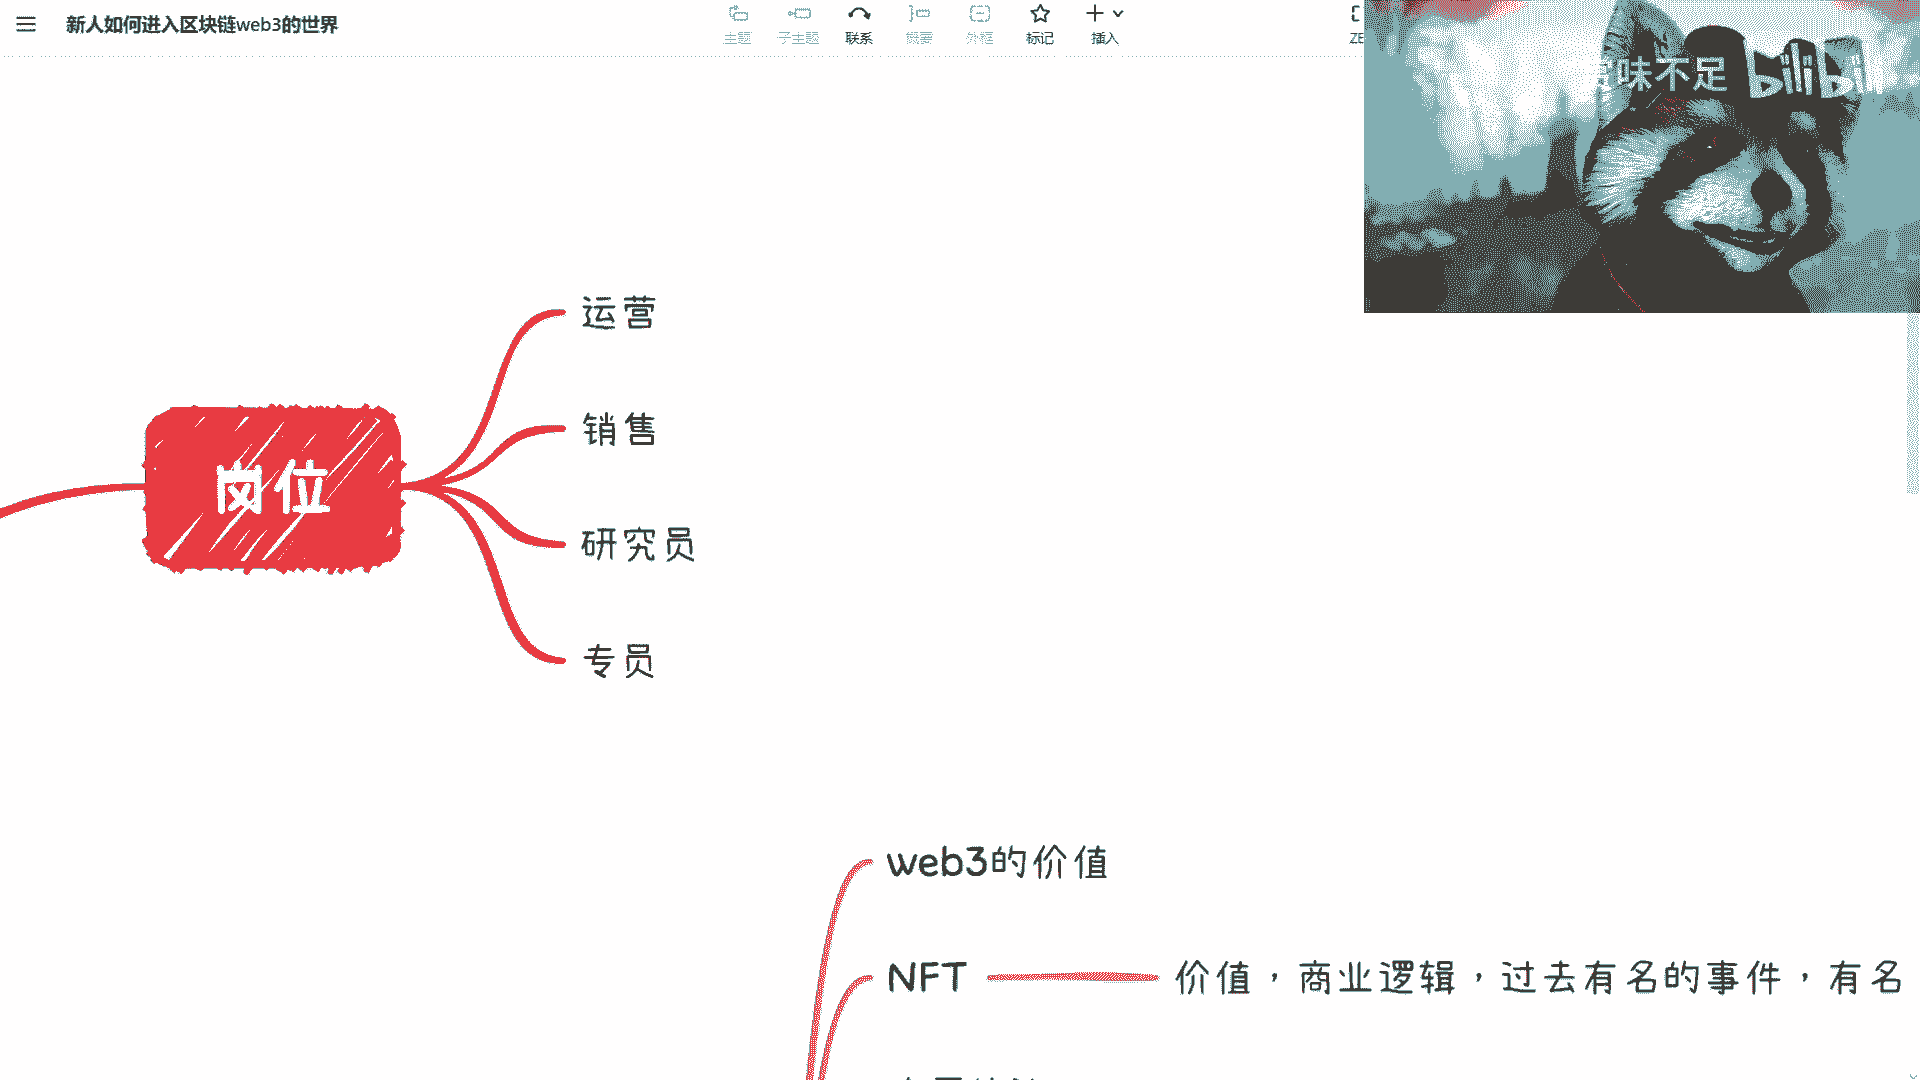 新人如何进入区块链web3的世界
主题
子主题
联系
概要
外框
标记
插入
ZE
味不足 bilibili
运营
销售
岗位
研究员
专员
web3的价值
NFT
价值，商业逻辑，过去有名的事件，有名